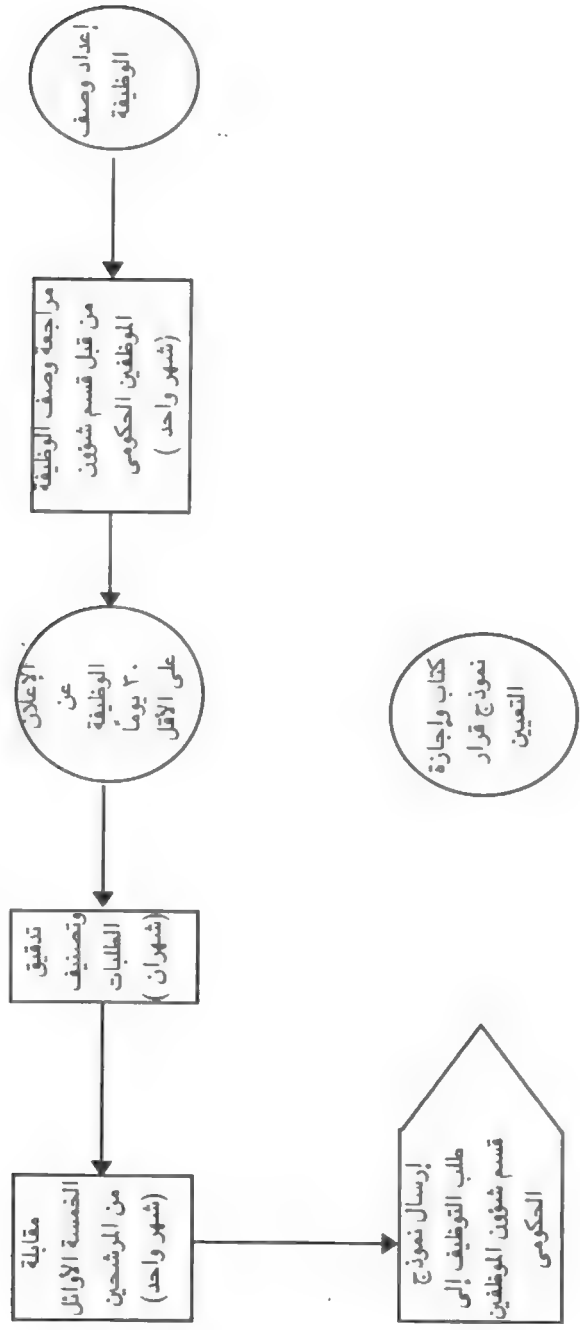 إعداد وصف
الوظيفة
مراجعة وصف الوظيفة
من قبل قسم شؤون
الموظفين الحكومي
(شهر واحد)
الإعلان
عن
الوظيفة
٣٠ يوماً
على الأقل
تدقيق
وتصنيف
الطلبات
(شهران)
مقابلة
الخمسة الأوائل
من المرشحين
(شهر واحد)
إرسال نموذج
طلب التوظيف إلى
قسم شؤون الموظفين
الحكومي
كتاب وإجازة
نموذج قرار
التعيين